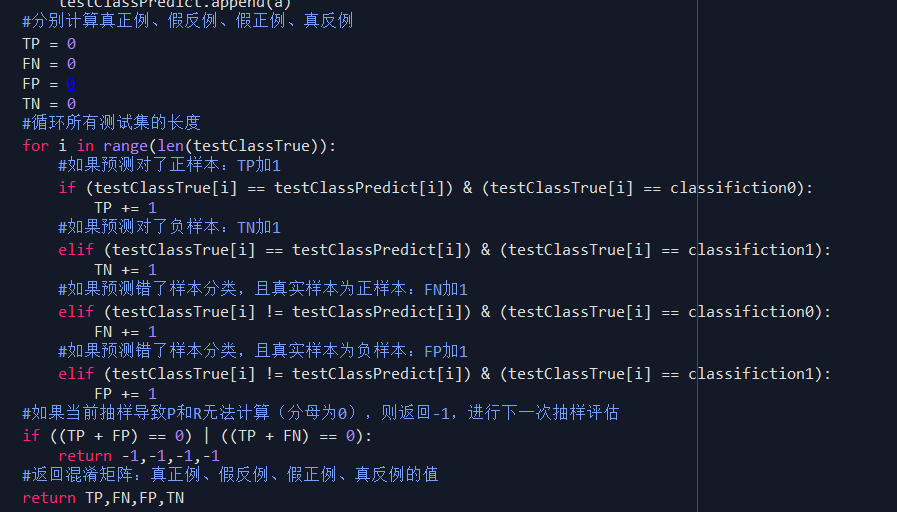 testClassPredict.append(a)
#分别计算真正例、假反例、假正例、真反例
TP = 0
FN = 0
FP = 0
TN = 0
#循环所有测试集的长度
for i in range(len(testClassTrue)):
#如果预测对了正样本：TP加1
if (testClassTrue[i] == testClassPredict[i]) & (testClassTrue[i] == classifiction0):
TP += 1
#如果预测对了负样本：TN加1
elif (testClassTrue[i] == testClassPredict[i]) & (testClassTrue[i] == classifiction1):
TN += 1
#如果预测错了样本分类，且真实样本为正样本：FN加1
elif (testClassTrue[i] != testClassPredict[i]) & (testClassTrue[i] == classifiction0):
FN += 1
#如果预测错了样本分类，且真实样本为负样本：FP加1
elif (testClassTrue[i] != testClassPredict[i]) & (testClassTrue[i] == classifiction1):
FP += 1
#如果当前抽样导致P和R无法计算（分母为0），则返回-1，进行下一次抽样评估
if ((TP + FP) == 0) | ((TP + FN) == 0):
return -1,-1,-1,-1
#返回混淆矩阵：真正例、假反例、假正例、真反例的值
return TP,FN,FP,TN